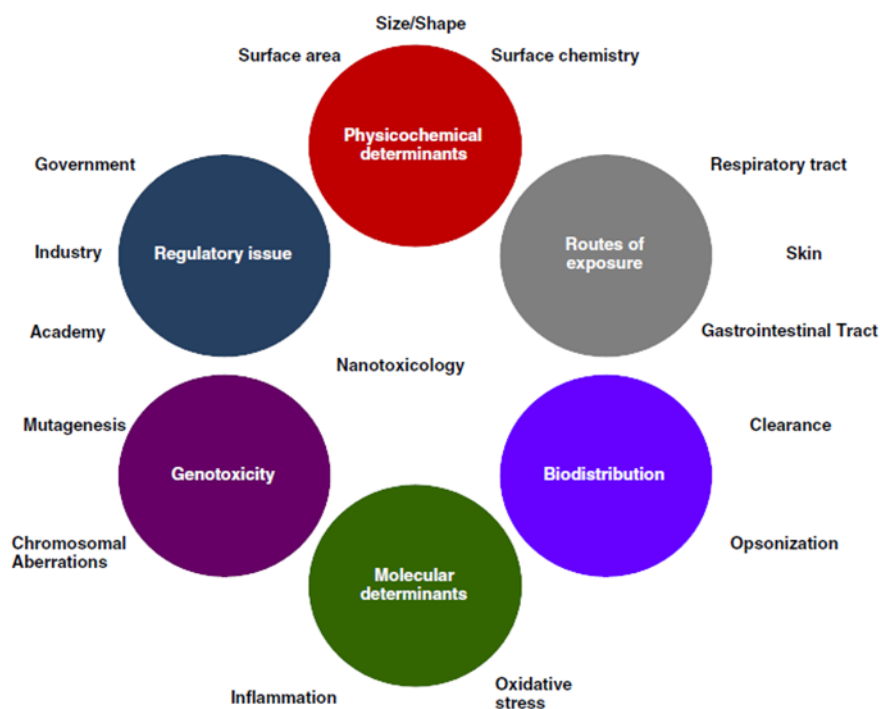 Size/Shape
Surface area
Surface chemistry
Physicochemical
determinants
Government
Respiratory tract
Industry
Regulatory issue
Routes of
exposure
Skin
Academy
Gastrointestinal Tract
Nanotoxicology
Mutagenesis
Clearance
Genotoxicity
Biodistribution
Chromosomal
Aberrations
Opsonization
Molecular
determinants
Inflammation
Oxidative
stress